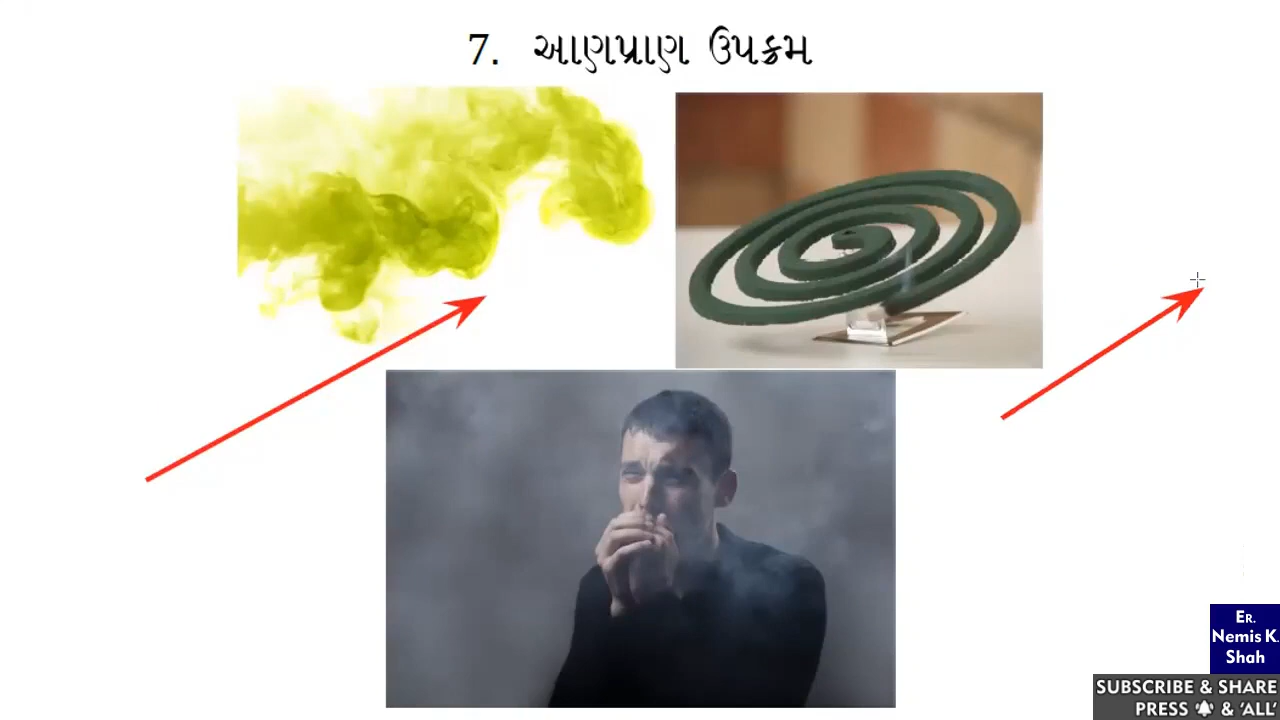 7. આણપ્રાણ ઉપક્રમ
ER.
Nemis K.
Shah
SUBSCRIBE & SHARE
PRESS & 'ALL'